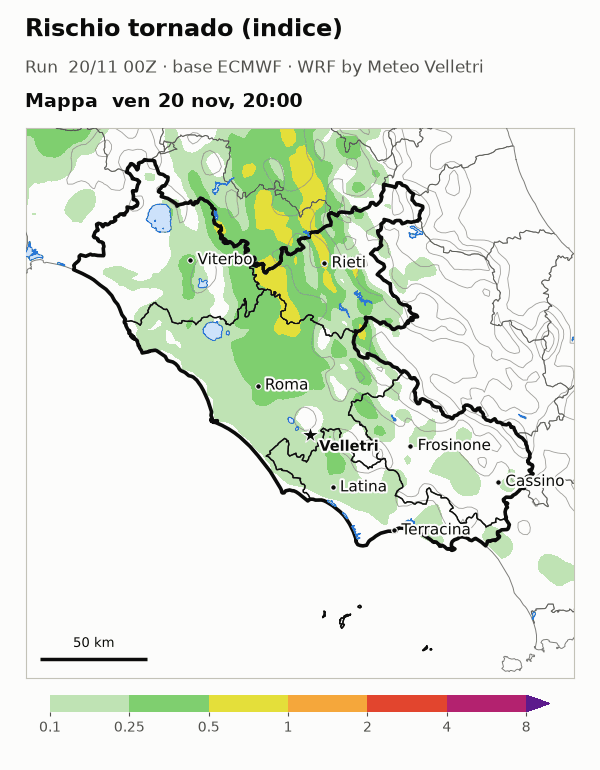 Rischio tornado (indice)
Run  20/11 00Z · base ECMWF · WRF by Meteo Velletri
Mappa  ven 20 nov, 20:00
Viterbo
Rieti
Roma
Velletri
Frosinone
Cassino
Latina
Terracina
50 km
0.1 0.25 0.5 1 2 4 8